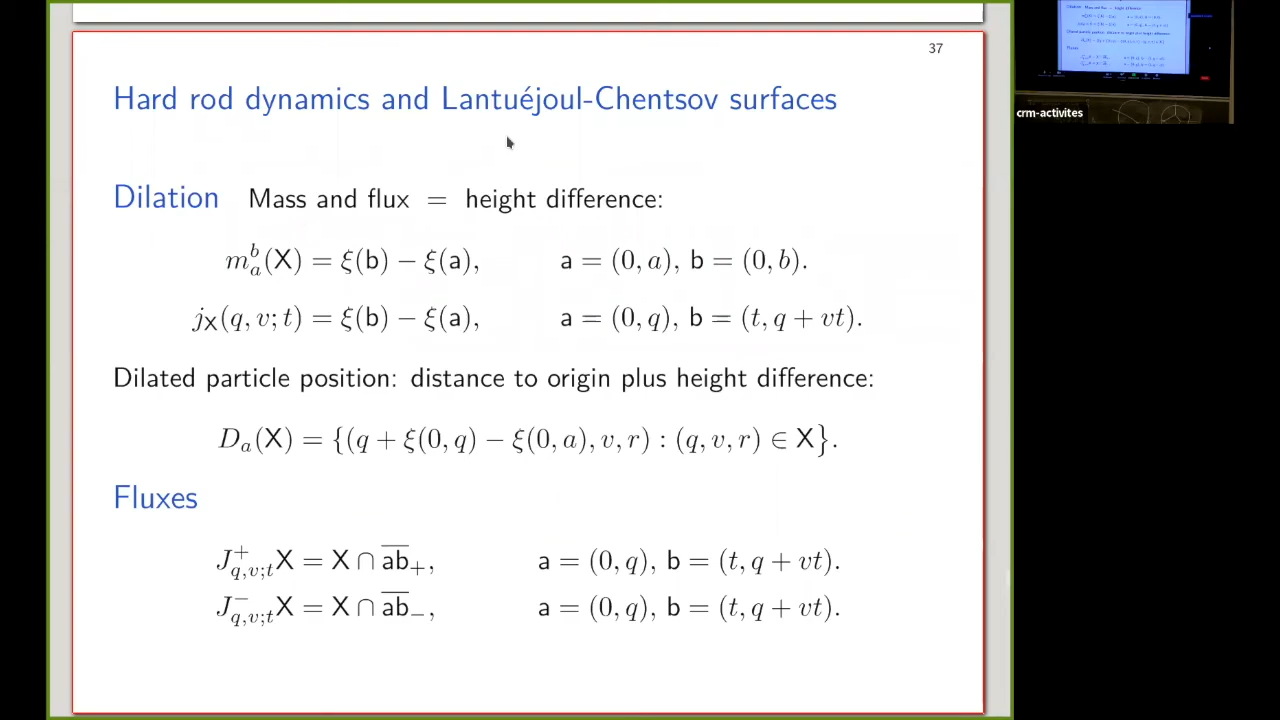 37
Hard rod dynamics and Lantuéjoul-Chentsov surfaces
Dilation Mass and flux = height difference:
m_a^b(X) = ξ(b) − ξ(a), a = (0, a), b = (0, b).
j_X(q, v; t) = ξ(b) − ξ(a), a = (0, q), b = (t, q + vt).
Dilated particle position: distance to origin plus height difference:
D_a(X) = {(q + ξ(0, q) − ξ(0, a), v, r) : (q, v, r) ∈ X}.
Fluxes
J^+_{q,v;t}X = X ∩ \overline{ab}_+, a = (0, q), b = (t, q + vt).
J^−_{q,v;t}X = X ∩ \overline{ab}_−, a = (0, q), b = (t, q + vt).
crm-activites